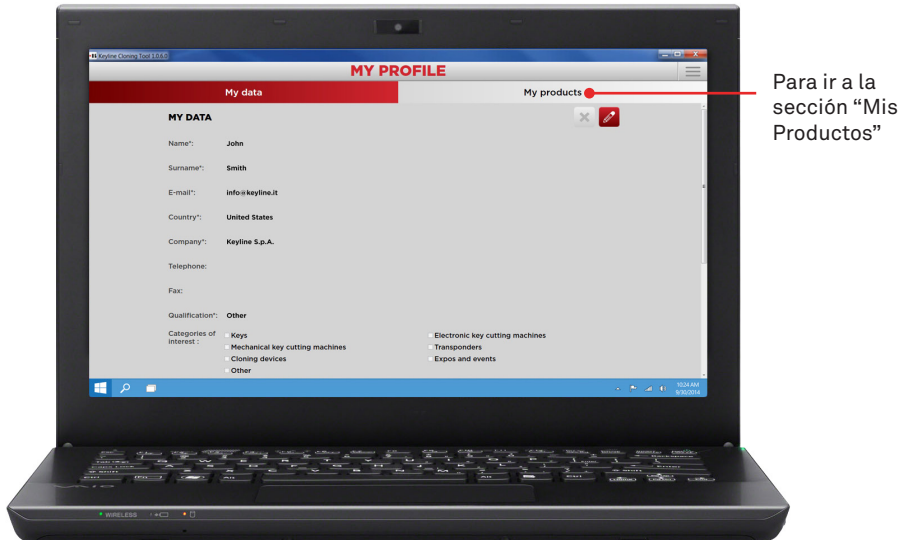 Keyline Cloning Tool 1.0.6.0
MY PROFILE
My data
My products
MY DATA
Name*: John
Surname*: Smith
E-mail*: info@keyline.it
Country*: United States
Company*: Keyline S.p.A.
Telephone:
Fax:
Qualification*: Other
Categories of interest :
Keys
Electronic key cutting machines
Mechanical key cutting machines
Transponders
Cloning devices
Expos and events
Other
10:24 AM
9/30/2014
Para ir a la
sección “Mis
Productos”
WIRELESS